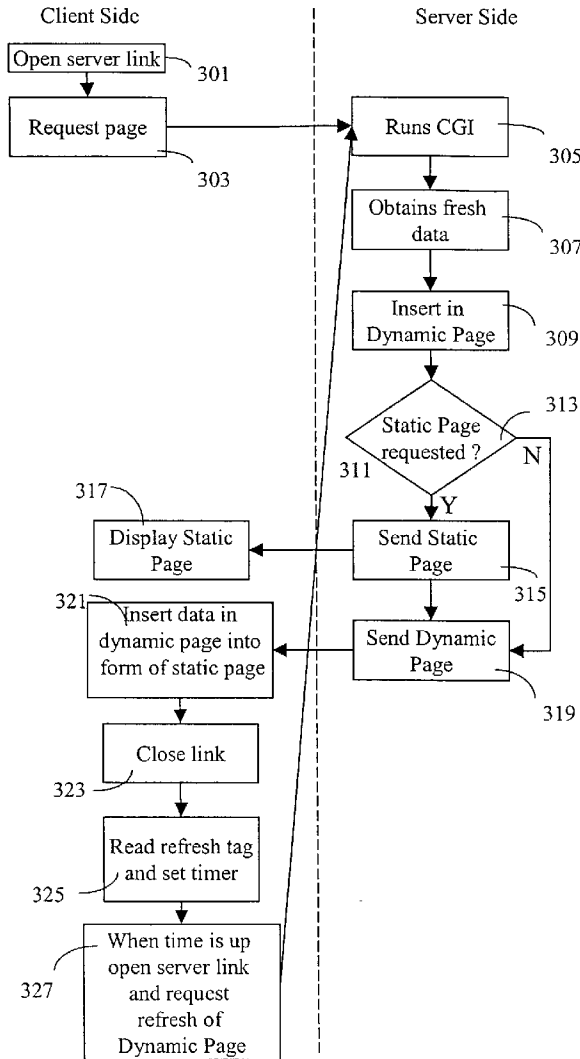 Client Side
Server Side
Open server link
301
Request page
303
Runs CGI
305
Obtains fresh
data
307
Insert in
Dynamic Page
309
313
Static Page
requested ?
311
N
Y
317
Display Static
Page
Send Static
Page
315
321
Insert data in
dynamic page into
form of static page
Send Dynamic
Page
319
Close link
323
Read refresh tag
and set timer
325
When time is up
open server link
and request
refresh of
Dynamic Page
327